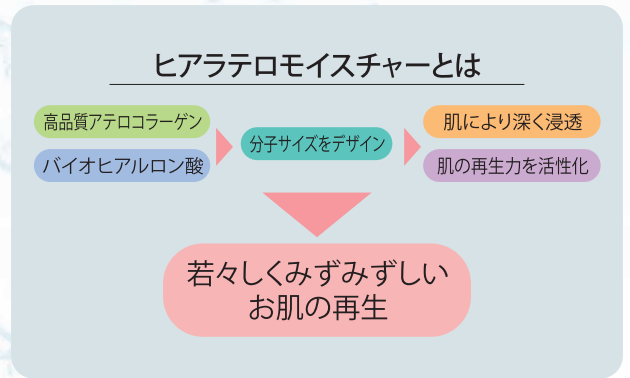 ヒアラテロモイスチャーとは
高品質アテロコラーゲン
バイオヒアルロン酸
分子サイズをデザイン
肌により深く浸透
肌の再生力を活性化
若々しくみずみずしい
お肌の再生